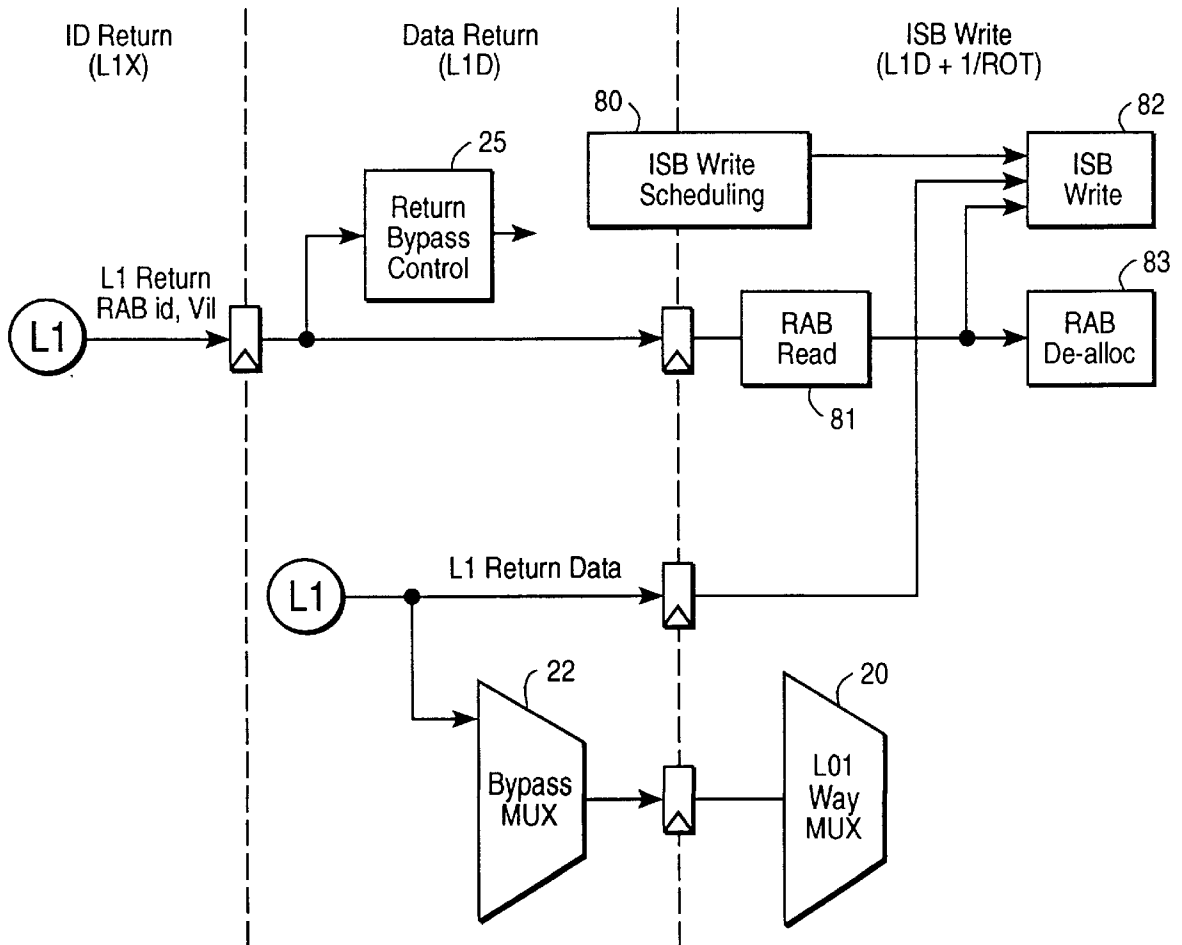 ID Return
(L1X)
Data Return
(L1D)
ISB Write
(L1D + 1/ROT)
80
ISB Write
Scheduling
82
ISB
Write
25
Return
Bypass
Control
L1
L1 Return
RAB id, Vil
RAB
Read
81
83
RAB
De-alloc
L1
L1 Return Data
22
Bypass
MUX
20
L01
Way
MUX